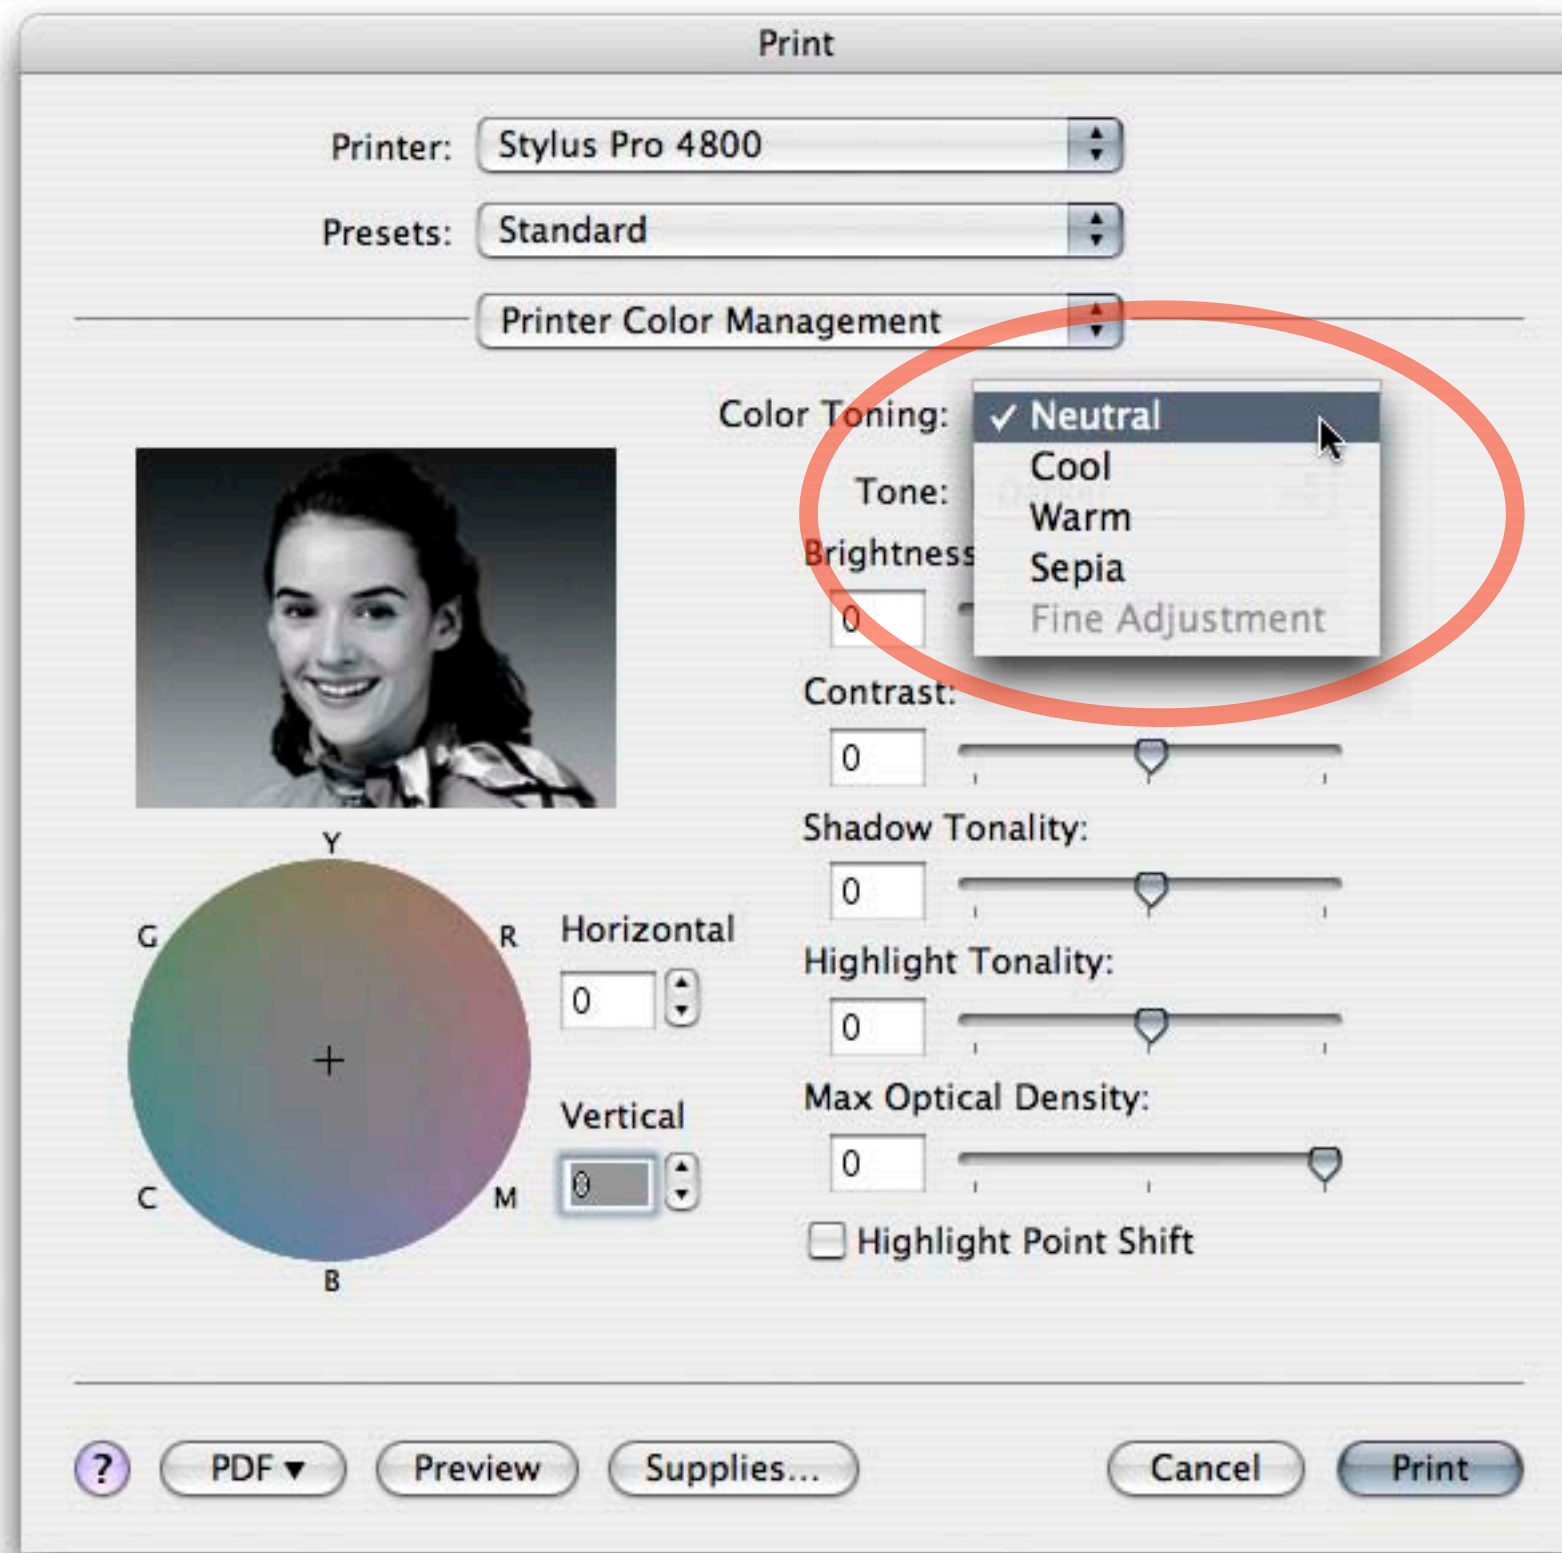 Print
Printer: Stylus Pro 4800
Presets: Standard
Printer Color Management
Color Toning: ✓ Neutral
Cool
Tone:
Warm
Brightness
Sepia
0
Fine Adjustment
Contrast:
0
Shadow Tonality:
0
Highlight Tonality:
0
Max Optical Density:
0
Highlight Point Shift
Y
G
R
C
M
B
Horizontal
0
Vertical
0
? PDF ▼ Preview Supplies... Cancel Print